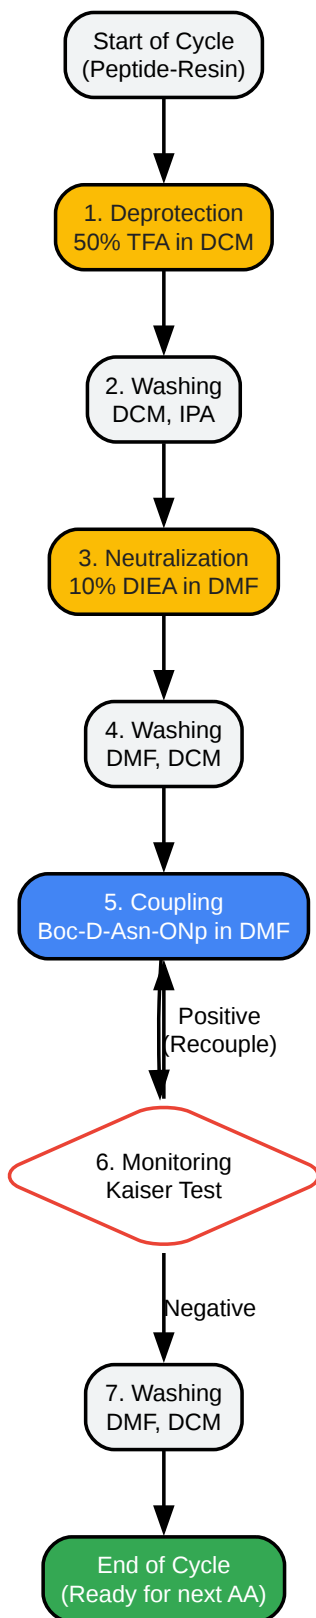 Start of Cycle
(Peptide-Resin)
1. Deprotection
50% TFA in DCM
2. Washing
DCM, IPA
3. Neutralization
10% DIEA in DMF
4. Washing
DMF, DCM
5. Coupling
Boc-D-Asn-ONp in DMF
Positive
(Recouple)
6. Monitoring
Kaiser Test
Negative
7. Washing
DMF, DCM
End of Cycle
(Ready for next AA)